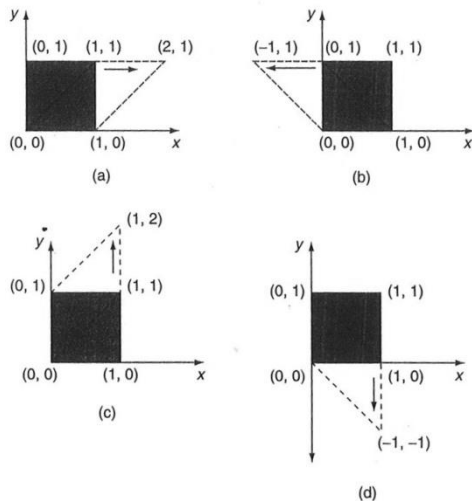 y
y
(0, 1) (1, 1) (2, 1)
(-1, 1) (0, 1) (1, 1)
(0, 0) (1, 0) x
(0, 0) (1, 0) x
(a)
(b)
y
(1, 2)
(0, 1) (1, 1)
(0, 0) (1, 0) x
(c)
y
(0, 1) (1, 1)
(0, 0) (1, 0) x
(-1, -1)
(d)